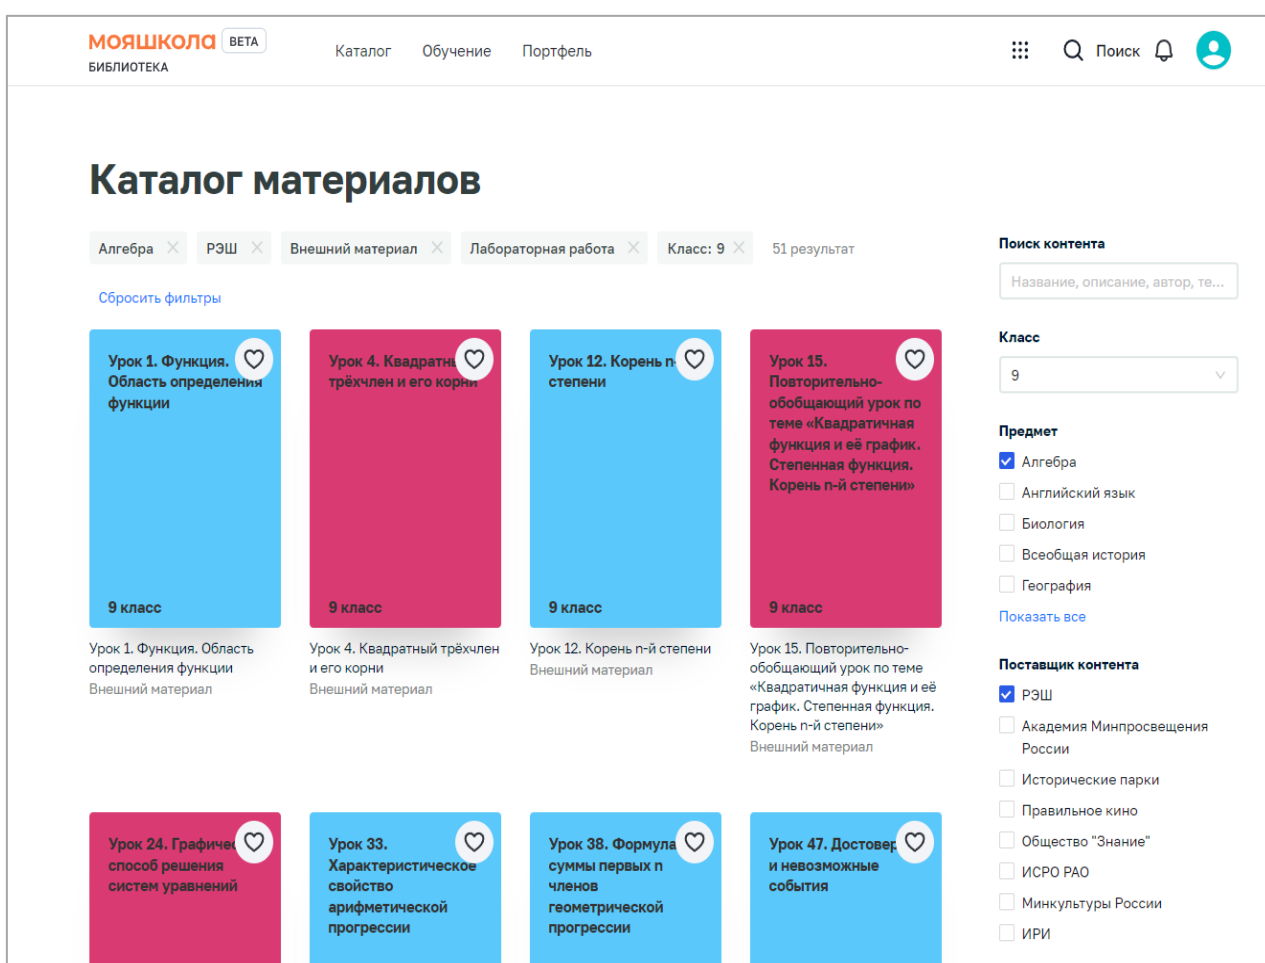 мояшкола BETA
БИБЛИОТЕКА
Каталог Обучение Портфель
Поиск
Каталог материалов
Алгебра РЭШ Внешний материал Лабораторная работа Класс: 9 51 результат
Сбросить фильтры
Урок 1. Функция.
Область определения
функции
9 класс
Урок 1. Функция. Область
определения функции
Внешний материал
Урок 4. Квадратный
трёхчлен и его корни
9 класс
Урок 4. Квадратный трёхчлен
и его корни
Внешний материал
Урок 12. Корень n-
степени
9 класс
Урок 12. Корень n-й степени
Внешний материал
Урок 15.
Повторительно-
обобщающий урок по
теме «Квадратичная
функция и её график.
Степенная функция.
Корень n-й степени»
9 класс
Урок 15. Повторительно-
обобщающий урок по теме
«Квадратичная функция и её
график. Степенная функция.
Корень n-й степени»
Внешний материал
Урок 24. Графичес
способ решения
систем уравнений
Урок 33.
Характеристическое
свойство
арифметической
прогрессии
Урок 38. Формула
суммы первых n
членов
геометрической
прогрессии
Урок 47. Достовер
и невозможные
события
Поиск контента
Название, описание, автор, те...
Класс
9
Предмет
Алгебра
Английский язык
Биология
Всеобщая история
География
Показать все
Поставщик контента
РЭШ
Академия Минпросвещения
России
Исторические парки
Правильное кино
Общество "Знание"
ИСРО РАО
Минкультуры России
ИРИ